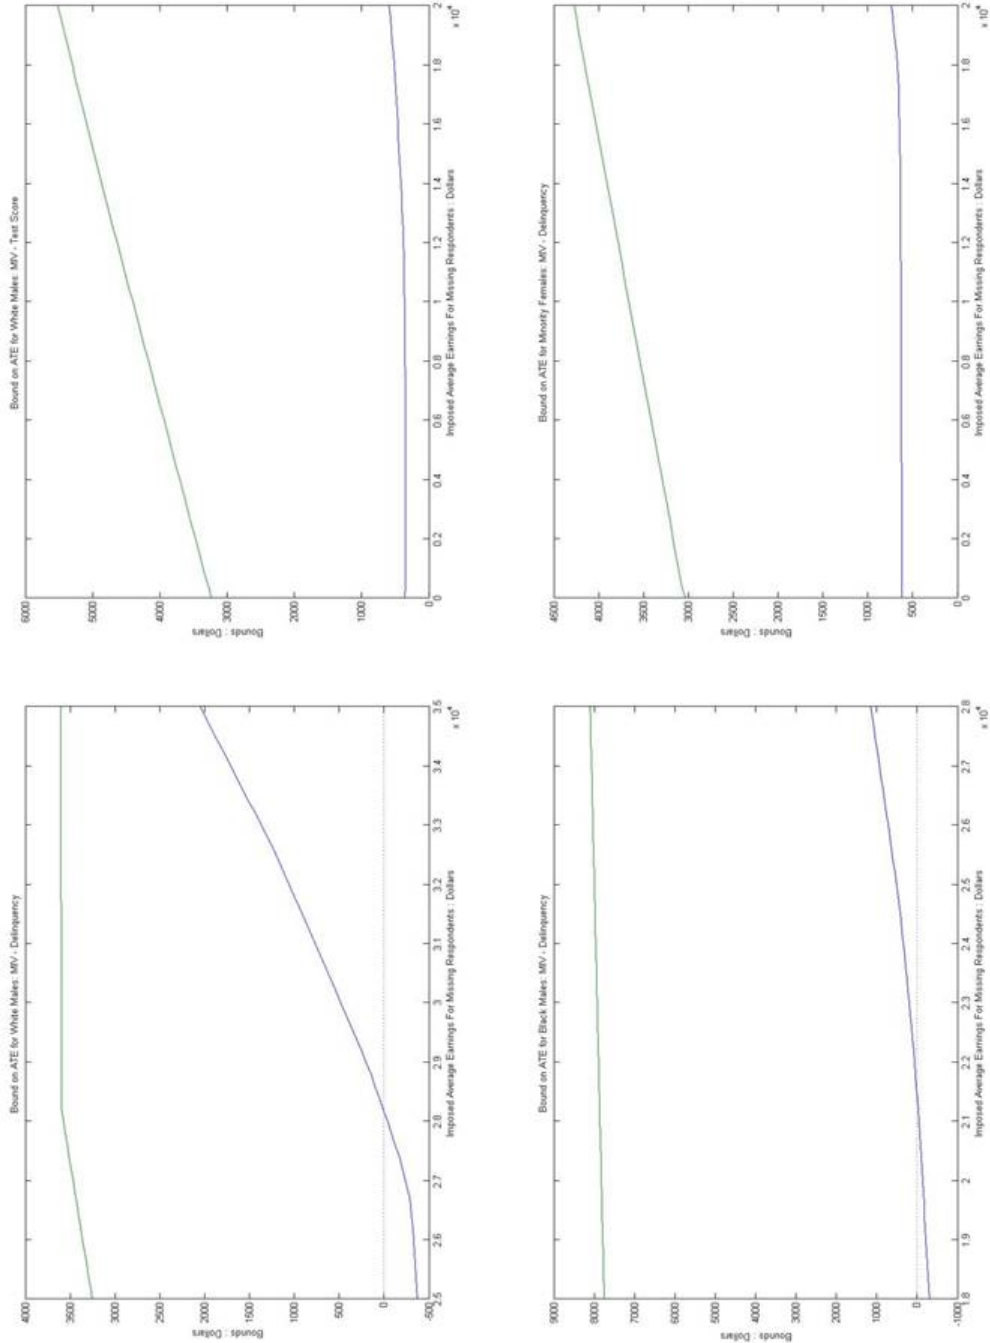 Bound on ATE for White Males: MIV - Delinquency
4000
3500
3000
2500
2000
1500
1000
500
0
-500
Bounds : Dollars
2.5 2.6 2.7 2.8 2.9 3 3.1 3.2 3.3 3.4 3.5
x 10⁴
Imposed Average Earnings For Missing Respondents : Dollars
Bound on ATE for White Males: MIV - Test Score
6000
5000
4000
3000
2000
1000
0
Bounds : Dollars
0 0.2 0.4 0.6 0.8 1 1.2 1.4 1.6 1.8 2
x 10⁴
Imposed Average Earnings For Missing Respondents : Dollars
Bound on ATE for Black Males: MIV - Delinquency
9000
8000
7000
6000
5000
4000
3000
2000
1000
0
-1000
Bounds : Dollars
1.8 1.9 2 2.1 2.2 2.3 2.4 2.5 2.6 2.7 2.8
x 10⁴
Imposed Average Earnings For Missing Respondents : Dollars
Bound on ATE for Minority Females: MIV - Delinquency
4500
4000
3500
3000
2500
2000
1500
1000
500
0
Bounds : Dollars
0 0.2 0.4 0.6 0.8 1 1.2 1.4 1.6 1.8 2
x 10⁴
Imposed Average Earnings For Missing Respondents : Dollars